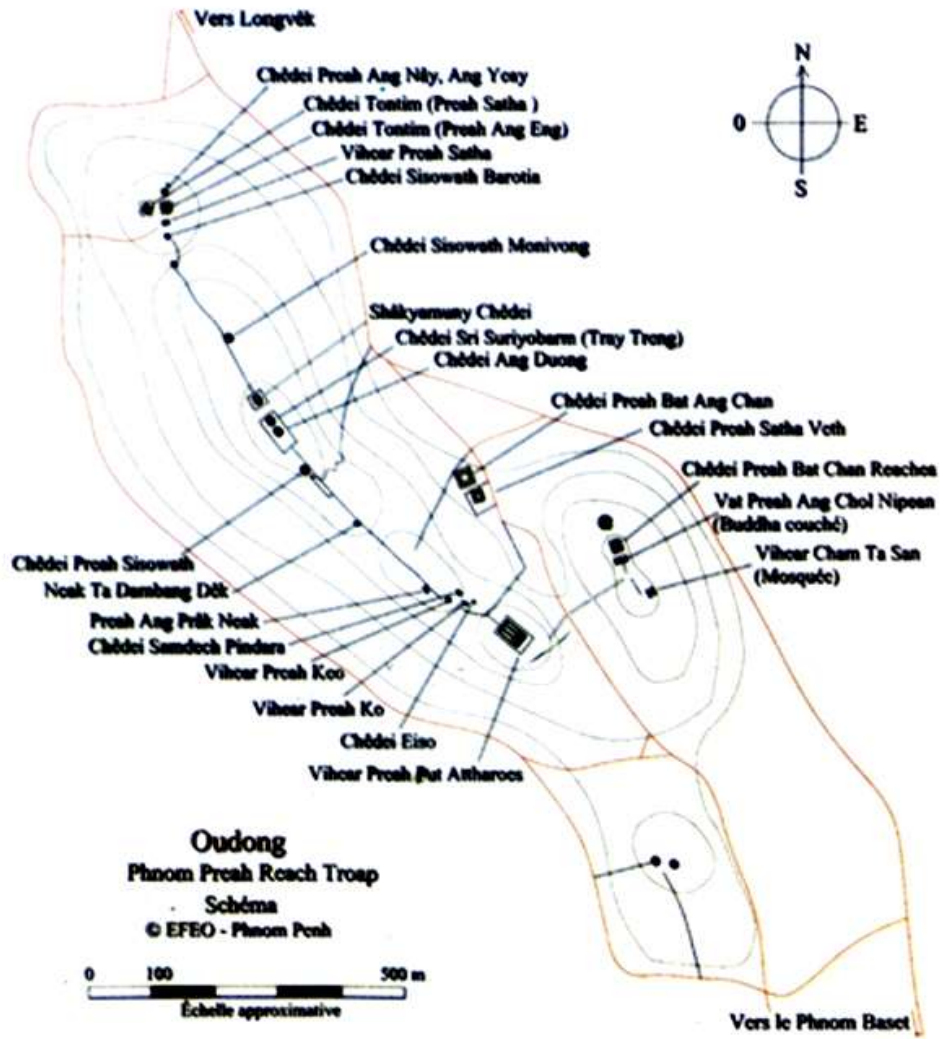 Vers Longvêk
Chêdei Preah Ang Nây, Ang Yeay
Chêdei Tontim (Preah Satha )
Chêdei Tontim (Preah Ang Eng)
Vihear Preah Satha
Chêdei Sisowath Barotia
Chêdei Sisowath Monivong
Shâkyamuny Chêdei
Chêdei Sri Suriyobarm (Tray Trong)
Chêdei Ang Duong
Chêdei Preah Bat Ang Chan
Chêdei Preah Satha Veth
Chêdei Preah Bat Chan Reachea
Vat Preah Ang Chol Nipean
(Buddha couché)
Vihear Cham Ta San
(Mosquée)
N
O
E
S
Chêdei Preah Sisowath
Neak Ta Dambang Dêk
Preah Ang Prâk Neak
Chêdei Samdech Pindara
Vihear Preah Keo
Vihear Preah Ko
Chêdei Eiso
Vihear Preah Put Attharoes
Oudong
Phnom Preah Reach Troap
Schéma
© EFEO - Phnom Penh
0 100 500 m
Échelle approximative
Vers le Phnom Baset